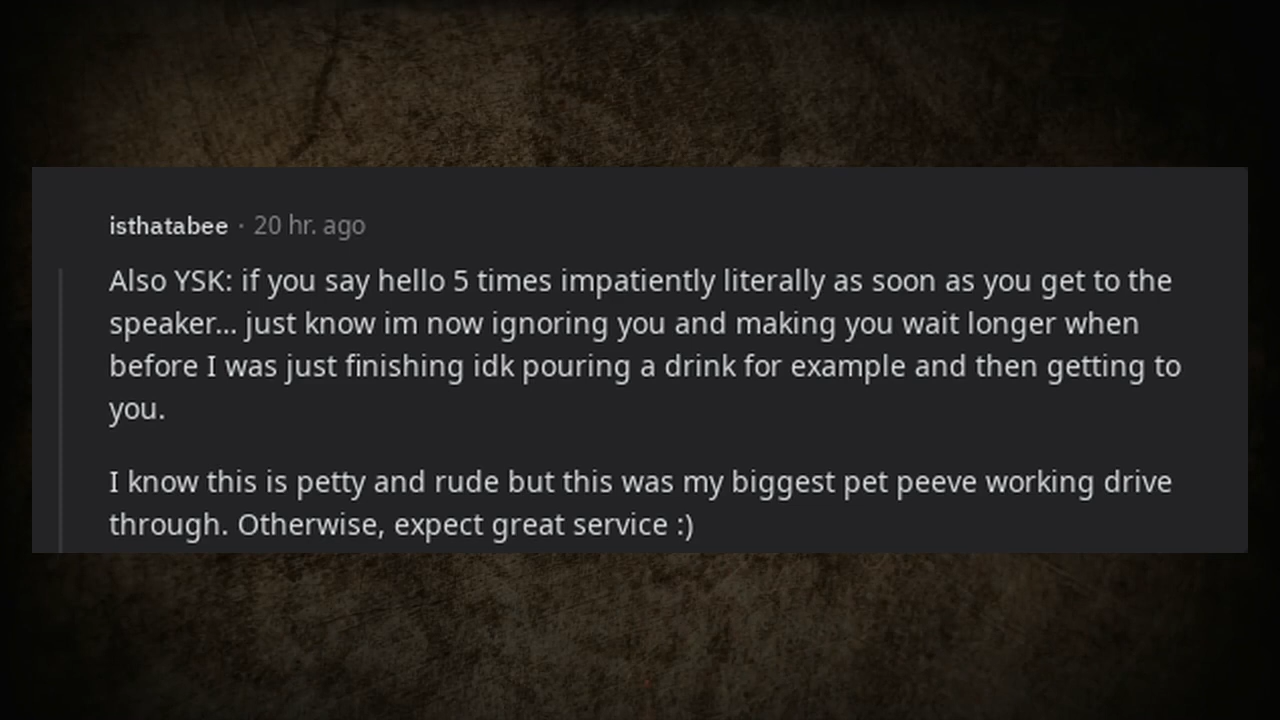 isthatabee · 20 hr. ago
Also YSK: if you say hello 5 times impatiently literally as soon as you get to the
speaker... just know im now ignoring you and making you wait longer when
before I was just finishing idk pouring a drink for example and then getting to
you.
I know this is petty and rude but this was my biggest pet peeve working drive
through. Otherwise, expect great service :)